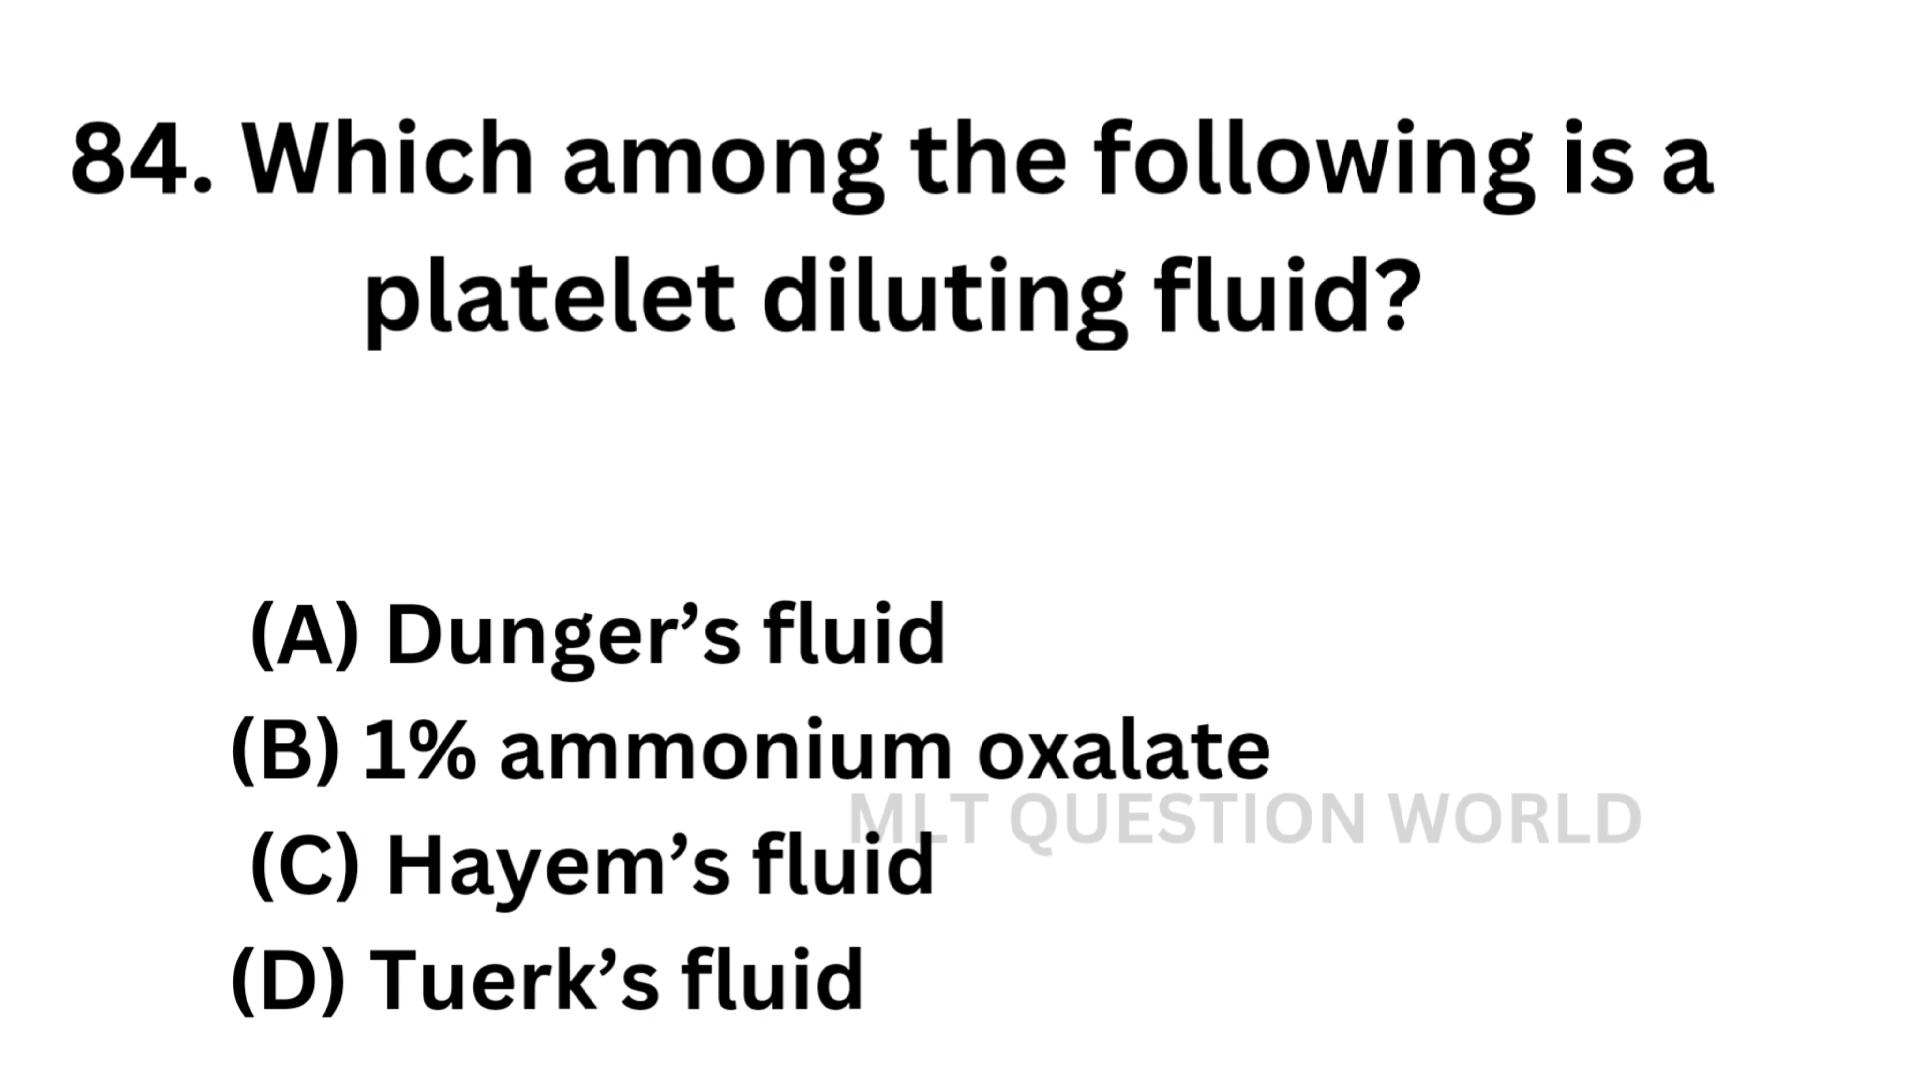 84. Which among the following is a
platelet diluting fluid?
(A) Dunger’s fluid
(B) 1% ammonium oxalate
MLT QUESTION WORLD
(C) Hayem’s fluid
(D) Tuerk’s fluid